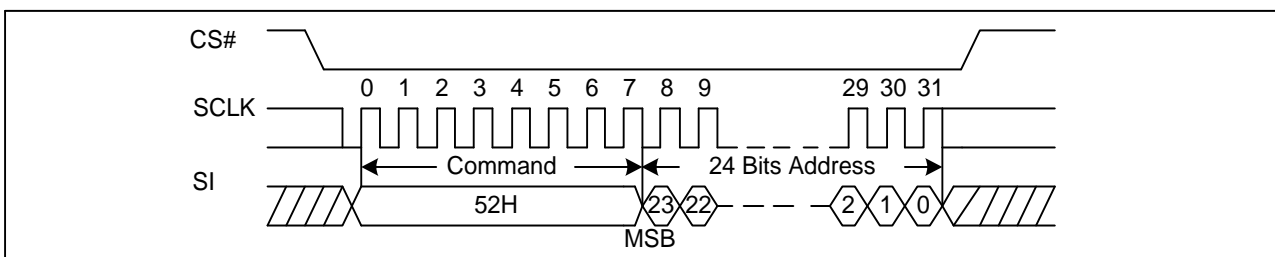 CS#
0 1 2 3 4 5 6 7 8 9 29 30 31
SCLK
Command 24 Bits Address
SI
52H 23 22 2 1 0
MSB